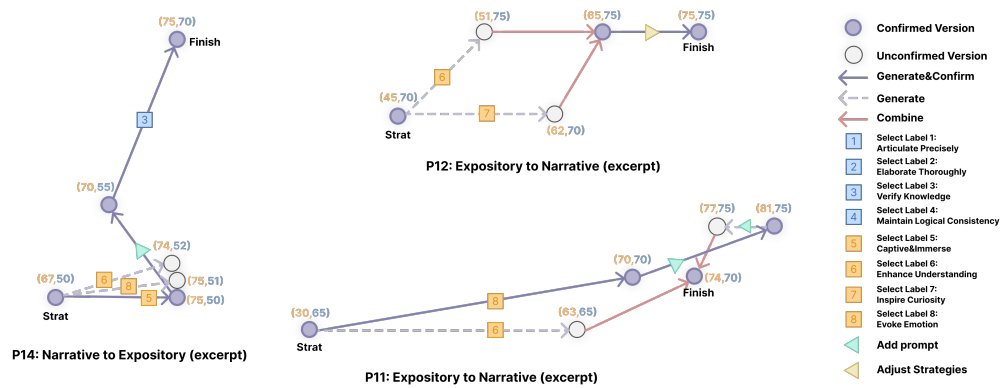 (75,70)
Finish
3
(70,55)
(74,52)
6
8
(75,51)
(67,50)
5
(75,50)
Strat
P14: Narrative to Expository (excerpt)
(51,75)
(65,75)
(75,75)
Finish
6
(45,70)
7
Strat
(62,70)
P12: Expository to Narrative (excerpt)
(77,75)
(81,75)
(70,70)
(74,70)
Finish
8
(30,65)
(63,65)
6
Strat
P11: Expository to Narrative (excerpt)
Confirmed Version
Unconfirmed Version
Generate&Confirm
Generate
Combine
1
Select Label 1:
Articulate Precisely
2
Select Label 2:
Elaborate Thoroughly
3
Select Label 3:
Verify Knowledge
4
Select Label 4:
Maintain Logical Consistency
5
Select Label 5:
Captive&Immerse
6
Select Label 6:
Enhance Understanding
7
Select Label 7:
Inspire Curiosity
8
Select Label 8:
Evoke Emotion
Add prompt
Adjust Strategies